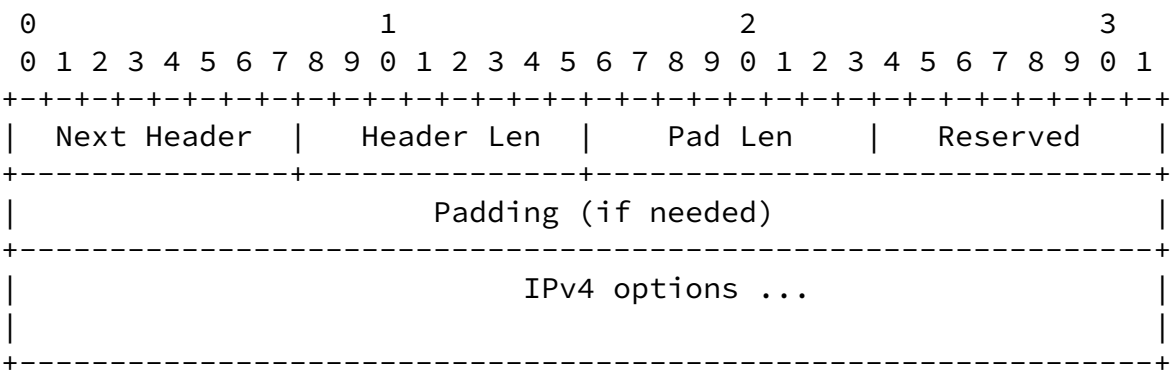 0                   1                   2                   3
 0 1 2 3 4 5 6 7 8 9 0 1 2 3 4 5 6 7 8 9 0 1 2 3 4 5 6 7 8 9 0 1
+-+-+-+-+-+-+-+-+-+-+-+-+-+-+-+-+-+-+-+-+-+-+-+-+-+-+-+-+-+-+-+-+
|  Next Header  |   Header Len  |    Pad Len    |   Reserved    |
+---------------+---------------+-------------------------------+
|                       Padding (if needed)                     |
+---------------------------------------------------------------+
|                            IPv4 options ...                   |
|                                                               |
+---------------------------------------------------------------+